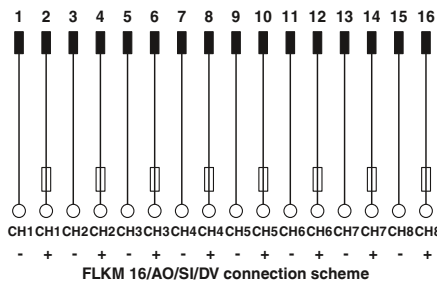 1 2 3 4 5 6 7 8 9 10 11 12 13 14 15 16
CH1 CH1 CH2 CH2 CH3 CH3 CH4 CH4 CH5 CH5 CH6 CH6 CH7 CH7 CH8 CH8
- + - + - + - + - + - + - + - +
FLKM 16/AO/SI/DV connection scheme